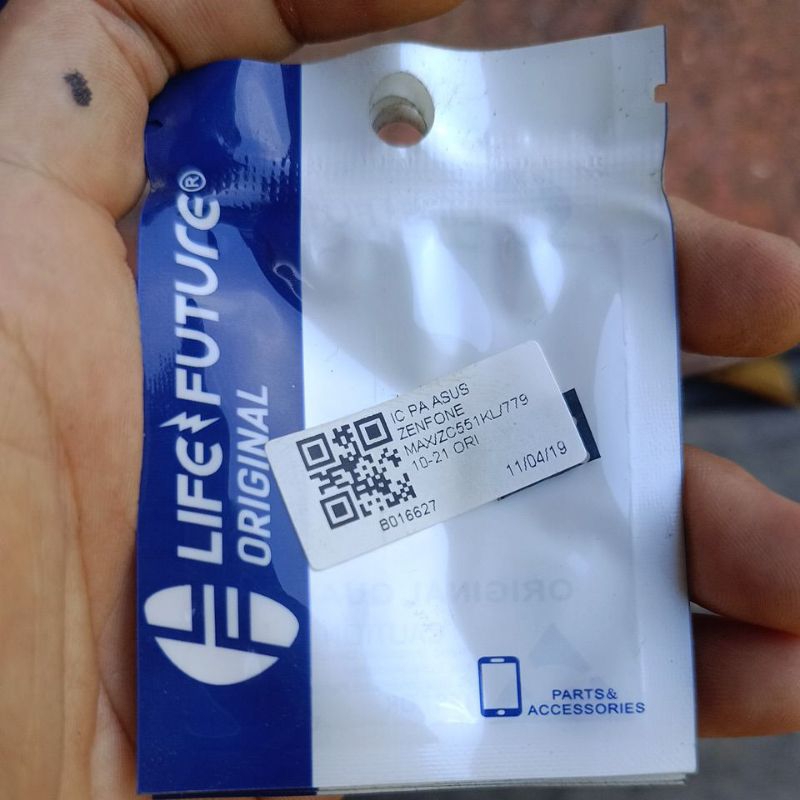 LIFE FUTURE®
ORIGINAL
IC PA ASUS
ZENFONE
MAX/ZC551KL/779
10-21 ORI
11/04/19
B016627
PARTS&
ACCESSORIES